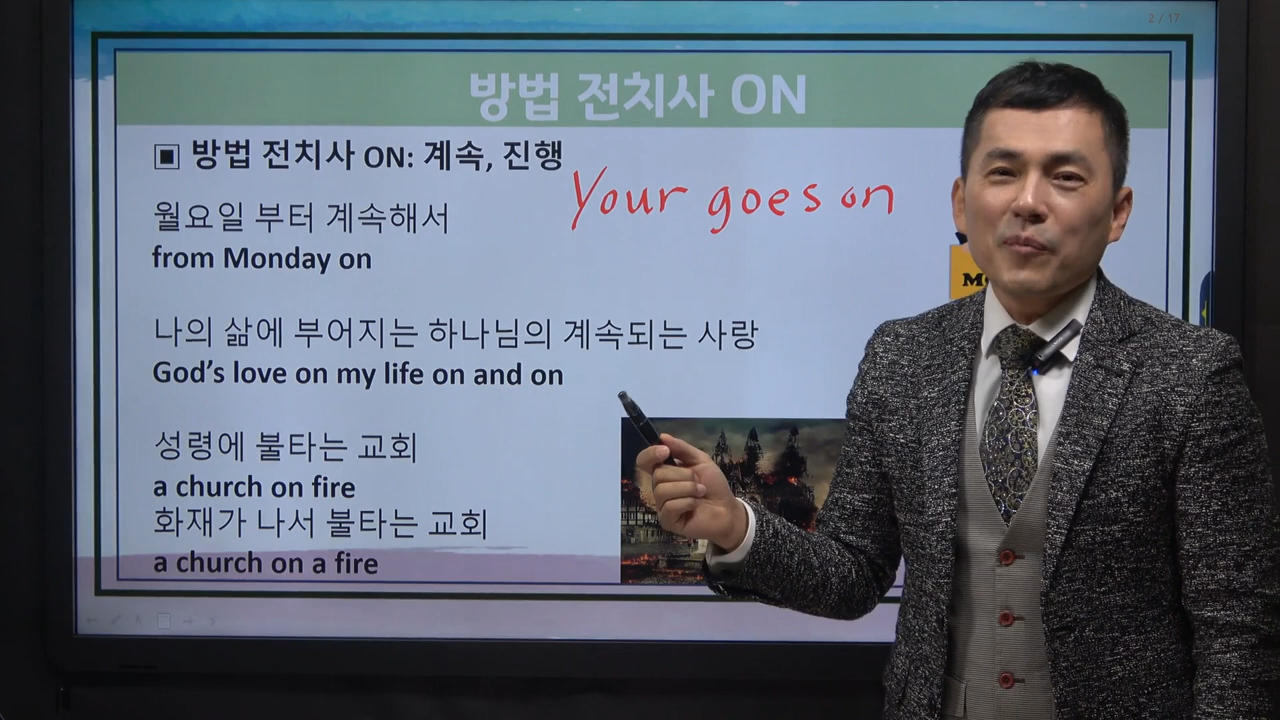 2 / 17
방법 전치사 ON
▣ 방법 전치사 ON: 계속, 진행
Your goes on
월요일 부터 계속해서
from Monday on
나의 삶에 부어지는 하나님의 계속되는 사랑
God's love on my life on and on
성령에 불타는 교회
a church on fire
화재가 나서 불타는 교회
a church on a fire